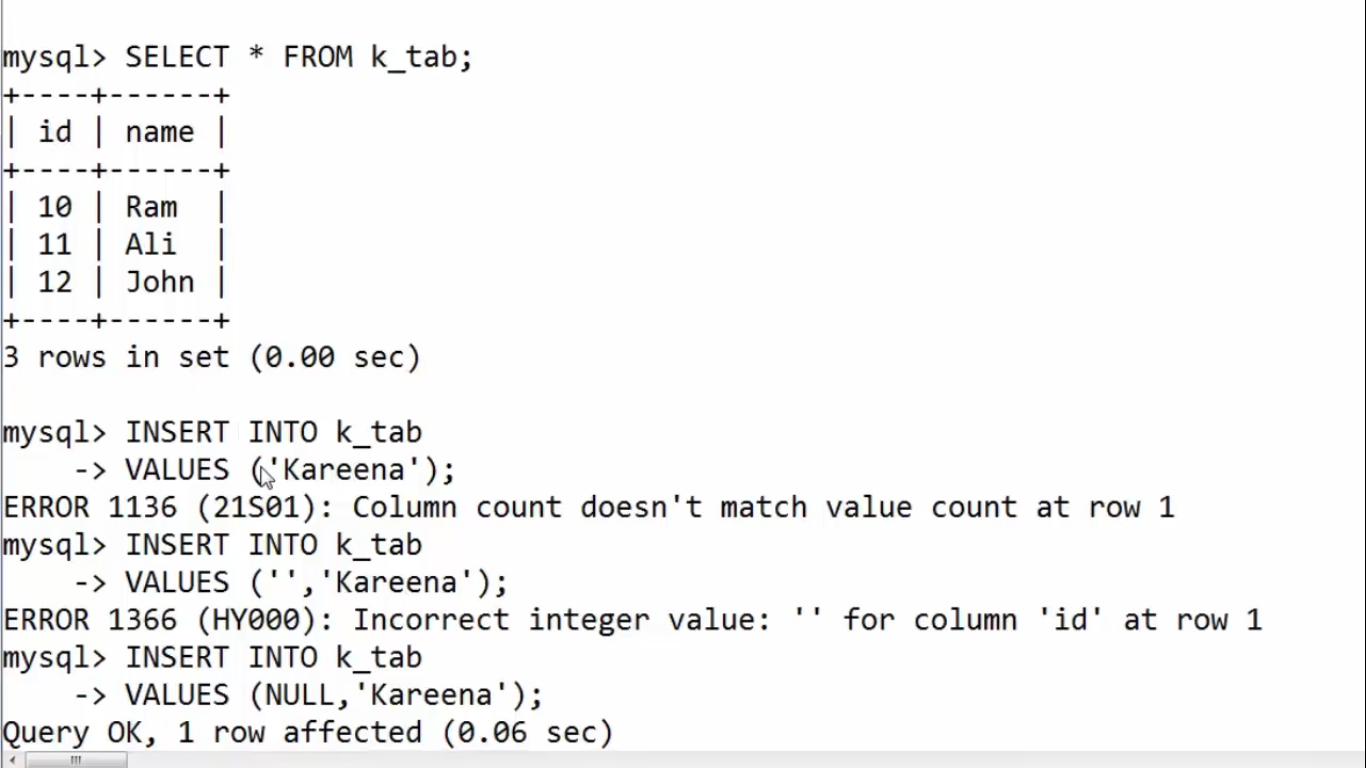 mysql> SELECT * FROM k_tab;
+----+------+
| id | name |
+----+------+
| 10 | Ram  |
| 11 | Ali  |
| 12 | John |
+----+------+
3 rows in set (0.00 sec)
mysql> INSERT INTO k_tab
    -> VALUES ('Kareena');
ERROR 1136 (21S01): Column count doesn't match value count at row 1
mysql> INSERT INTO k_tab
    -> VALUES ('','Kareena');
ERROR 1366 (HY000): Incorrect integer value: '' for column 'id' at row 1
mysql> INSERT INTO k_tab
    -> VALUES (NULL,'Kareena');
Query OK, 1 row affected (0.06 sec)